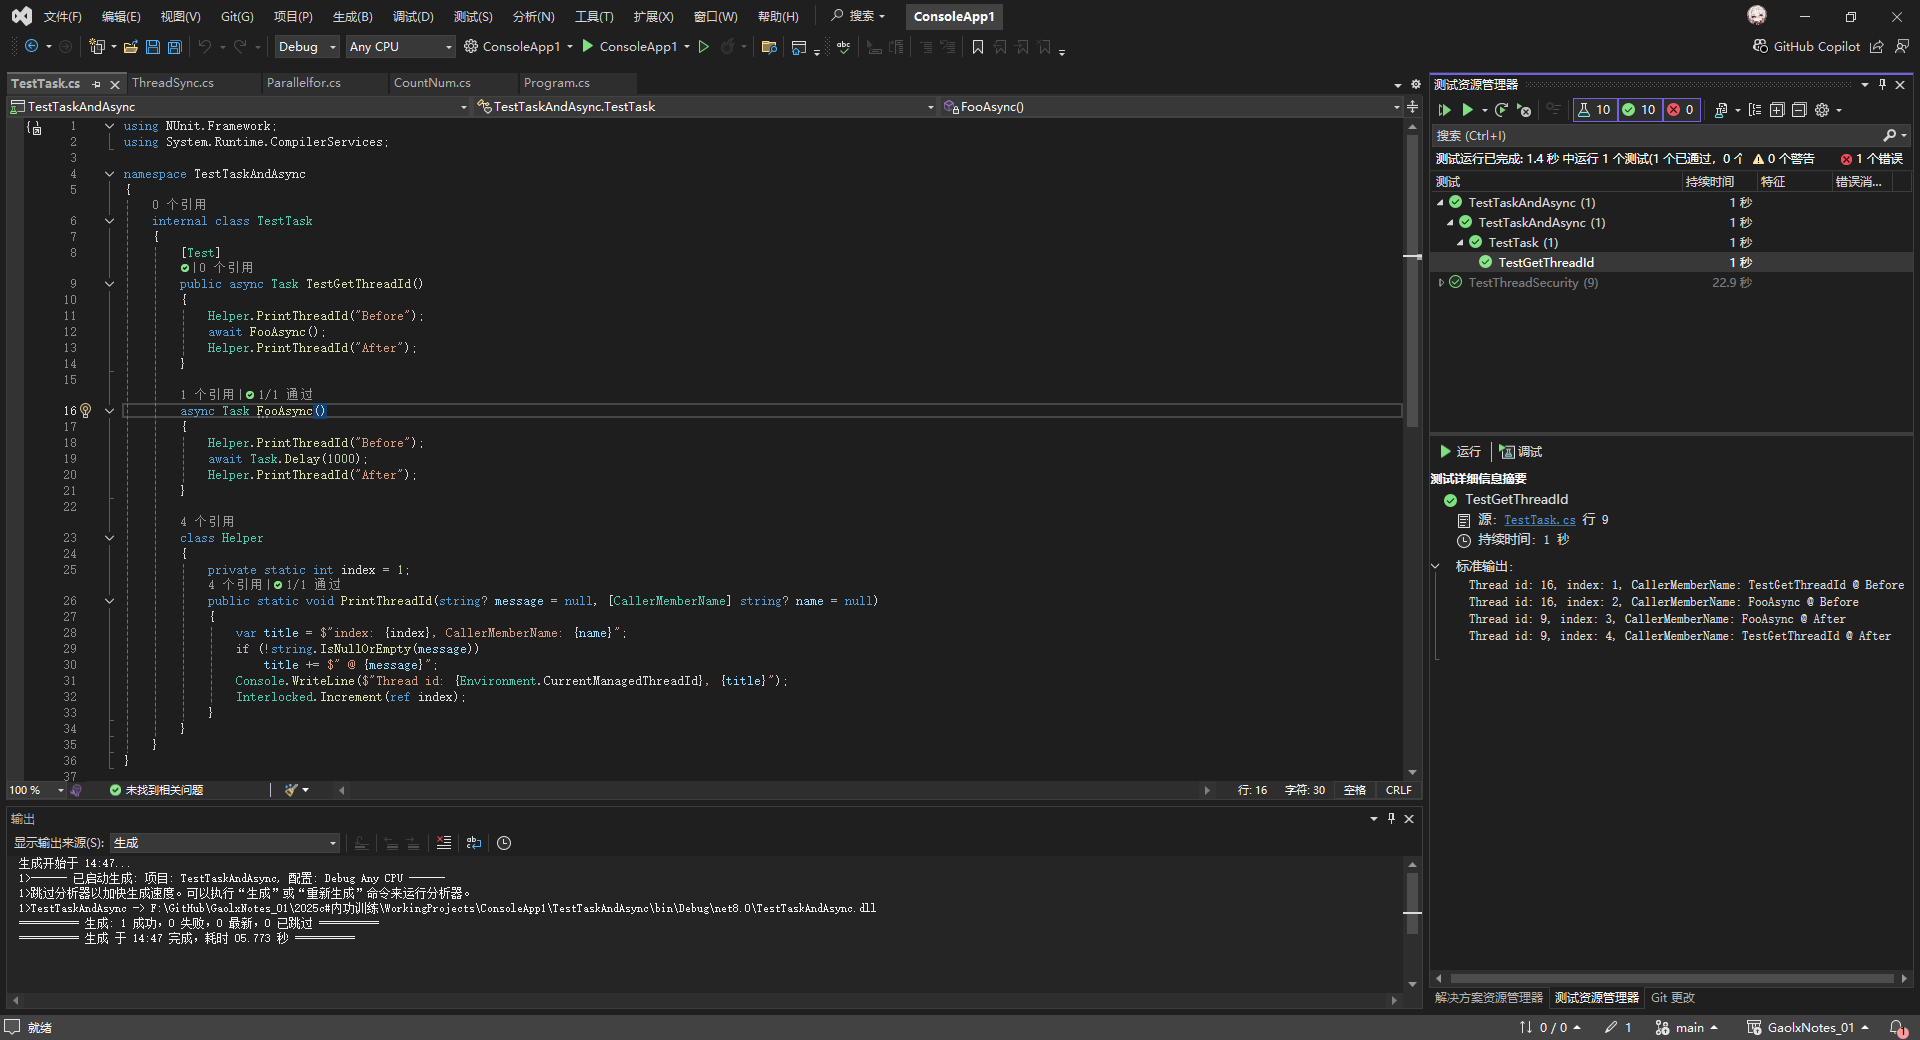 文件(F) 编辑(E) 视图(V) Git(G) 项目(P) 生成(B) 调试(D) 测试(S) 分析(N) 工具(T) 扩展(X) 窗口(W) 帮助(H) 搜索 ConsoleApp1
Debug Any CPU ConsoleApp1 ConsoleApp1 GitHub Copilot
TestTask.cs ThreadSync.cs Parallelfor.cs CountNum.cs Program.cs
TestTaskAndAsync TestTaskAndAsync.TestTask FooAsync()
1 using NUnit.Framework;
2 using System.Runtime.CompilerServices;
3
4 namespace TestTaskAndAsync
5 {
0 个引用
6 internal class TestTask
7 {
8 [Test]
| 0 个引用
9 public async Task TestGetThreadId()
10 {
11 Helper.PrintThreadId("Before");
12 await FooAsync();
13 Helper.PrintThreadId("After");
14 }
15
1 个引用 | 1/1 通过
16 async Task FooAsync()
17 {
18 Helper.PrintThreadId("Before");
19 await Task.Delay(1000);
20 Helper.PrintThreadId("After");
21 }
22
4 个引用
23 class Helper
24 {
25 private static int index = 1;
4 个引用 | 1/1 通过
26 public static void PrintThreadId(string? message = null, [CallerMemberName] string? name = null)
27 {
28 var title = $"index: {index}, CallerMemberName: {name}";
29 if (!string.IsNullOrEmpty(message))
30 title += $" @ {message}";
31 Console.WriteLine($"Thread id: {Environment.CurrentManagedThreadId}, {title}");
32 Interlocked.Increment(ref index);
33 }
34 }
35 }
36 }
37
100 % 未找到相关问题 行: 16 字符: 30 空格 CRLF
输出
显示输出来源(S): 生成
生成开始于 14:47...
1>------ 已启动生成: 项目: TestTaskAndAsync, 配置: Debug Any CPU ------
1>跳过分析器以加快生成速度。可以执行“生成”或“重新生成”命令来运行分析器。
1>TestTaskAndAsync -> F:\GitHub\GaolxNotes_01\2025c#内功训练\WorkingProjects\ConsoleApp1\TestTaskAndAsync\bin\Debug\net8.0\TestTaskAndAsync.dll
========== 生成: 1 成功，0 失败，0 最新，0 已跳过 ==========
========== 生成 于 14:47 完成，耗时 05.773 秒 ==========
测试资源管理器
10 10 0
搜索 (Ctrl+I)
测试运行已完成: 1.4 秒 中运行 1 个测试(1 个已通过，0 个 0 个警告 1 个错误
测试 持续时间 特征 错误消...
TestTaskAndAsync (1) 1 秒
TestTaskAndAsync (1) 1 秒
TestTask (1) 1 秒
TestGetThreadId 1 秒
TestThreadSecurity (9) 22.9 秒
运行 调试
测试详细信息摘要
TestGetThreadId
源: TestTask.cs 行 9
持续时间: 1 秒
标准输出:
Thread id: 16, index: 1, CallerMemberName: TestGetThreadId @ Before
Thread id: 16, index: 2, CallerMemberName: FooAsync @ Before
Thread id: 9, index: 3, CallerMemberName: FooAsync @ After
Thread id: 9, index: 4, CallerMemberName: TestGetThreadId @ After
解决方案资源管理器 测试资源管理器 Git 更改
就绪 0 / 0 1 main GaolxNotes_01 1